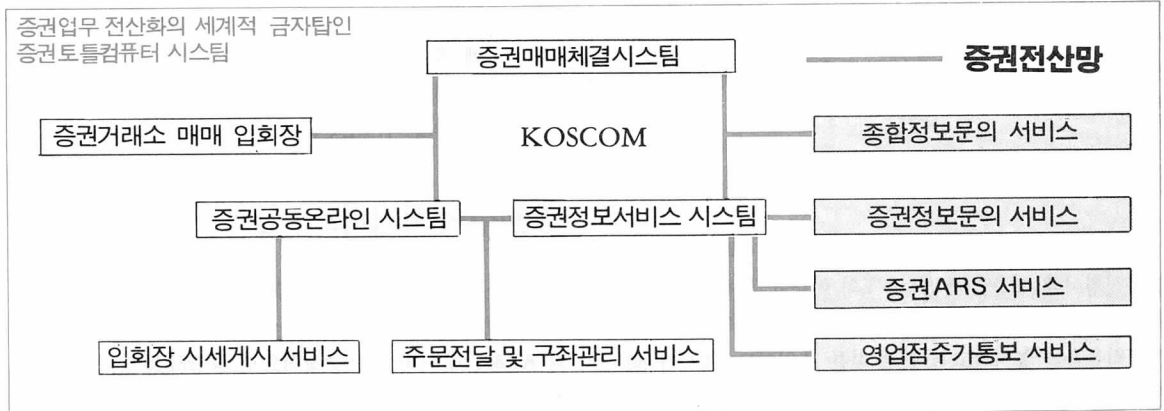 증권업무 전산화의 세계적 금자탑인
증권토틀컴퓨터 시스팀
증권매매체결시스팀
증권전산망
증권거래소 매매 입회장
KOSCOM
종합정보문의 서비스
증권공동온라인 시스팀
증권정보서비스 시스팀
증권정보문의 서비스
증권ARS 서비스
입회장 시세게시 서비스
주문전달 및 구좌관리 서비스
영업점주가통보 서비스